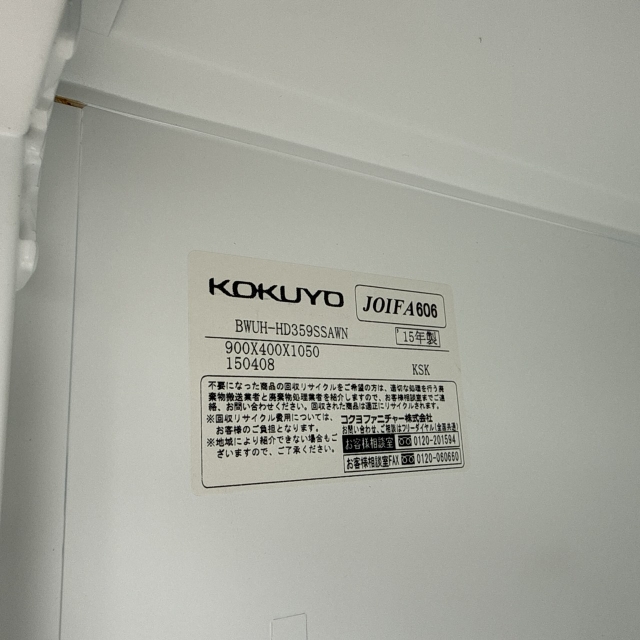 KOKUYO JOIFA606
BWUH-HD359SSAWN '15年製
900X400X1050
150408 KSK
不要になった商品の回収リサイクルをご希望の方は、適切な処理を行う廃
棄物搬送業者と廃棄物処理業者を紹介しますので、お客様相談室までご連
絡、お問い合わせください。回収された商品は適正にリサイクルされます。
※回収リサイクル費用については、
お客様のご負担となります。
※地域により紹介できない場合もご
ざいますので、ご了承ください。
コクヨファニチャー株式会社
お問い合わせ、ご相談はフリーダイヤル(全国共通)
お客様相談室 0120-201594
お客様相談室FAX 0120-060660